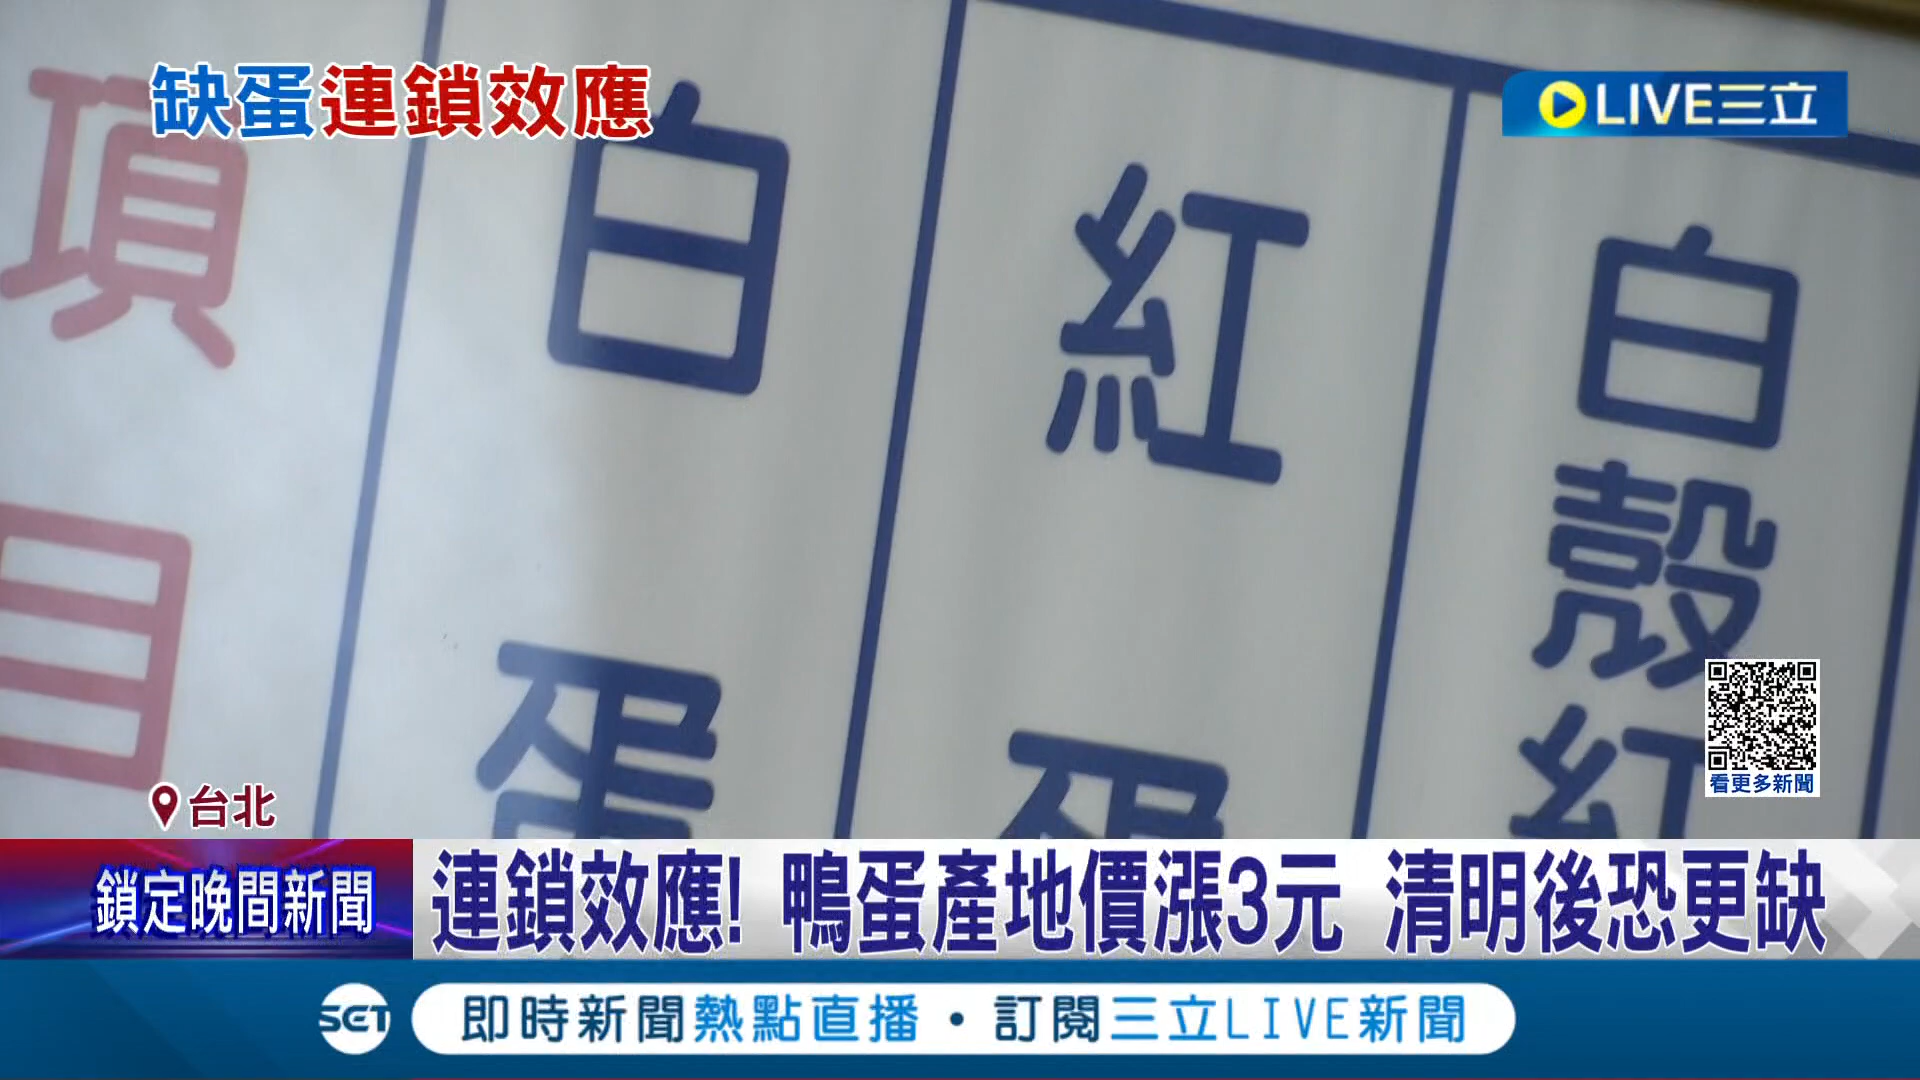 缺蛋連鎖效應
LIVE三立
項目
白蛋
紅蛋
白殼紅
看更多新聞
台北
鎖定晚間新聞
連鎖效應! 鴨蛋產地價漲3元 清明後恐更缺
SET
即時新聞熱點直播·訂閱三立LIVE新聞